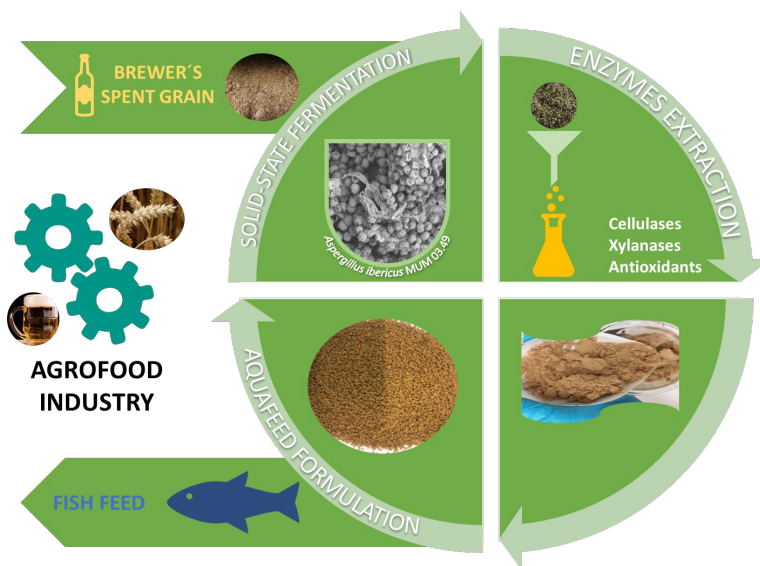 BREWER´S
SPENT GRAIN
SOLID-STATE FERMENTATION
Aspergillus ibericus MUM 03.49
ENZYMES EXTRACTION
Cellulases
Xylanases
Antioxidants
AGROFOOD
INDUSTRY
AQUAFEED FORMULATION
FISH FEED